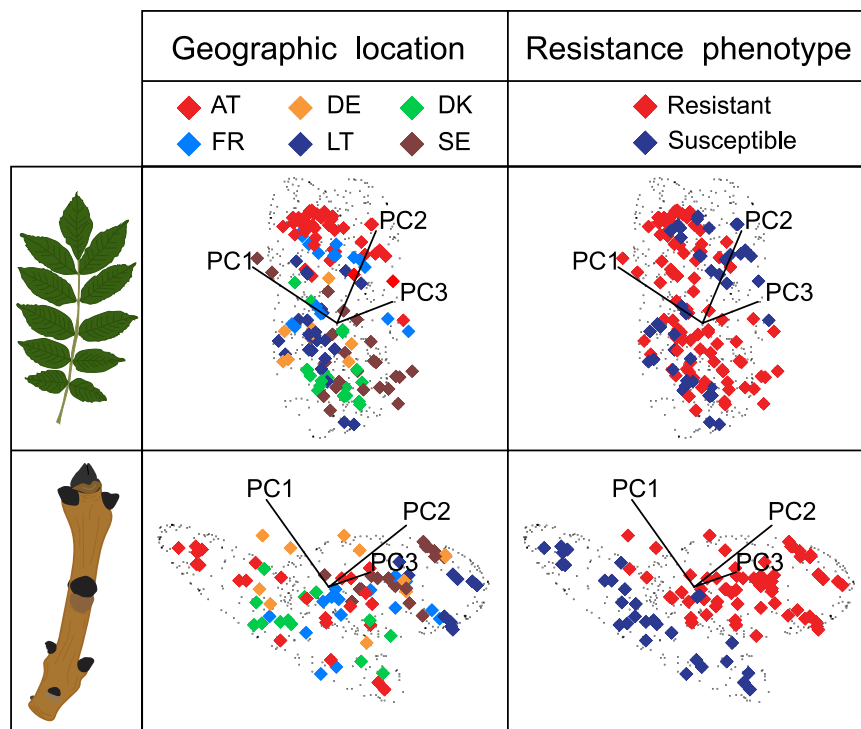 Geographic location
Resistance phenotype
AT DE DK
FR LT SE
Resistant
Susceptible
PC1
PC2
PC3
PC1
PC2
PC3
PC1
PC2
PC3
PC1
PC2
PC3